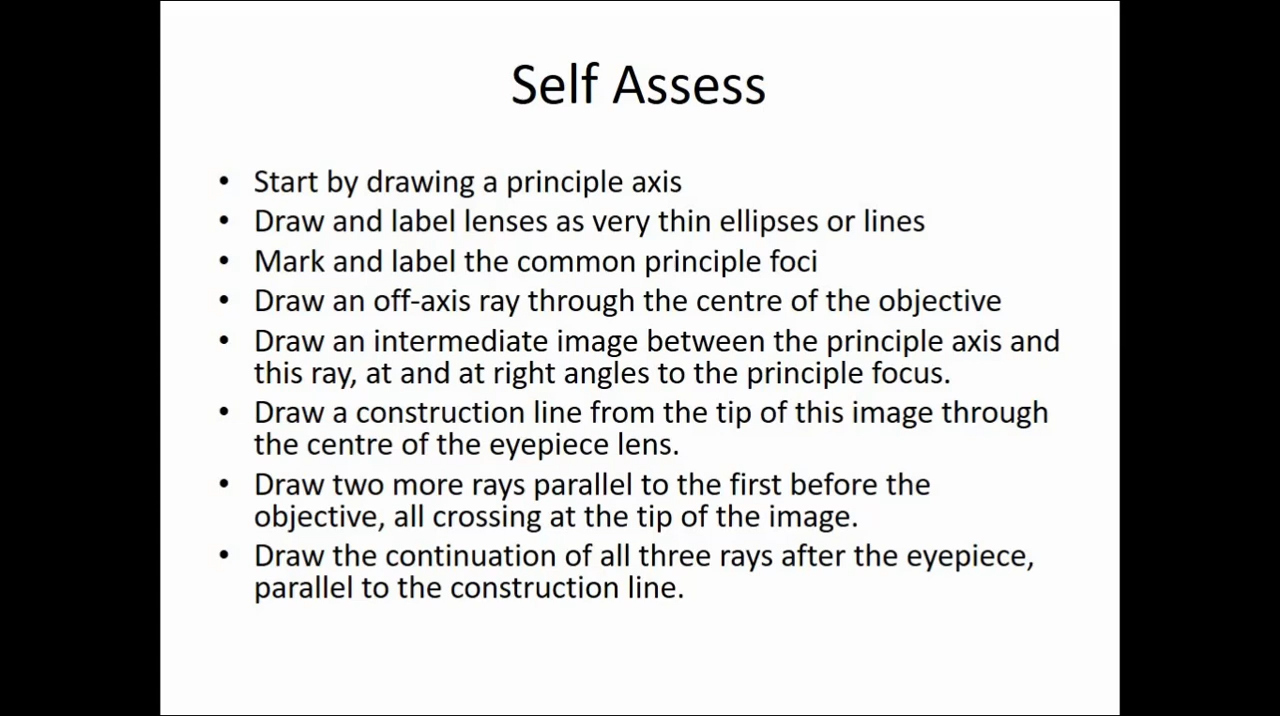 Self Assess
• Start by drawing a principle axis
• Draw and label lenses as very thin ellipses or lines
• Mark and label the common principle foci
• Draw an off-axis ray through the centre of the objective
• Draw an intermediate image between the principle axis and
this ray, at and at right angles to the principle focus.
• Draw a construction line from the tip of this image through
the centre of the eyepiece lens.
• Draw two more rays parallel to the first before the
objective, all crossing at the tip of the image.
• Draw the continuation of all three rays after the eyepiece,
parallel to the construction line.